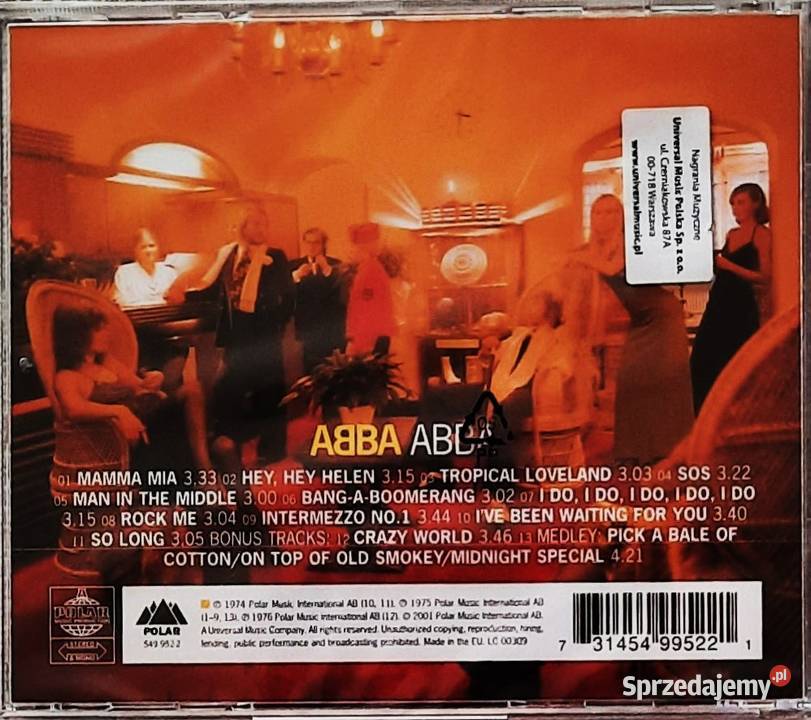 Nagrania Muzyczne
Universal Music Polska Sp. z o.o.
ul. Czerniakowska 87A
00-718 Warszawa
www.universalmusic.pl
ABBA ABBA
01 MAMMA MIA 3.33 02 HEY, HEY HELEN 3.15 03 TROPICAL LOVELAND 3.03 04 SOS 3.22
05 MAN IN THE MIDDLE 3.00 06 BANG-A-BOOMERANG 3.02 07 I DO, I DO, I DO, I DO, I DO
3.15 08 ROCK ME 3.04 09 INTERMEZZO NO.1 3.44 10 I'VE BEEN WAITING FOR YOU 3.40
11 SO LONG 3.05 BONUS TRACKS: 12 CRAZY WORLD 3.46 13 MEDLEY: PICK A BALE OF
COTTON/ON TOP OF OLD SMOKEY/MIDNIGHT SPECIAL 4.21
POLAR
MUSIC PRODUCTION
STEREO
& MONO
POLAR
549 952 2
℗ 1974 Polar Music International AB (10, 11). ℗ 1975 Polar Music International AB
(1-9, 13). ℗ 1976 Polar Music International AB (12). © 2001 Polar Music International AB.
A Universal Music Company. All rights reserved. Unauthorized copying, reproduction, hiring,
lending, public performance and broadcasting prohibited. Made in the EU. LC 00309
7 31454 99522 1
Sprzedajemy.pl